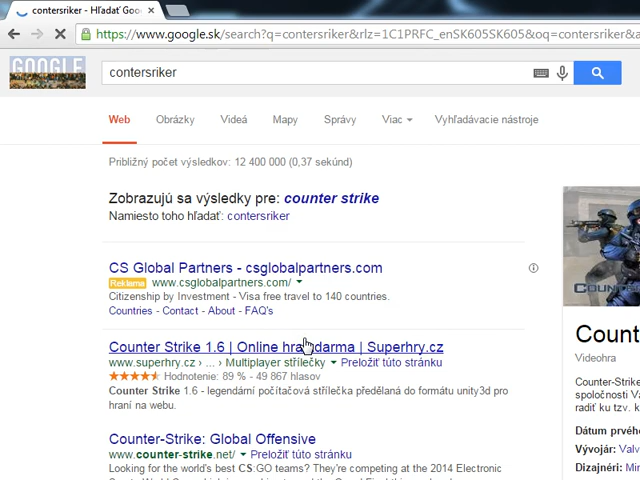 contersriker - Hľadať Goo
https://www.google.sk/search?q=contersriker&rlz=1C1PRFC_enSK605SK605&oq=contersriker&a
GOOGLE
contersriker
Web Obrázky Videá Mapy Správy Viac Vyhľadávacie nástroje
Približný počet výsledkov: 12 400 000 (0,37 sekúnd)
Zobrazujú sa výsledky pre: counter strike
Namiesto toho hľadať: contersriker
CS Global Partners - csglobalpartners.com
Reklama www.csglobalpartners.com/
Citizenship by Investment - Visa free travel to 140 countries.
Countries - Contact - About - FAQ's
Counter Strike 1.6 | Online hra zdarma | Superhry.cz
www.superhry.cz › ... › Multiplayer střílečky Preložiť túto stránku
Hodnotenie: 89 % - 49 867 hlasov
Counter Strike 1.6 - legendární počítačová střílečka předělaná do formátu unity3d pro
hraní na webu.
Counter-Strike: Global Offensive
www.counter-strike.net/ Preložiť túto stránku
Looking for the world's best CS:GO teams? They're competing at the 2014 Electronic
Count
Videohra
Counter-Strike
spoločnosti Va
radiť ku tzv. k
Dátum prvéh
Vývojár: Valv
Dizajnéri: Min